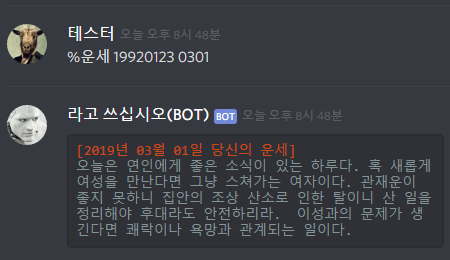 테스터 오늘 오후 8시 48분
%운세 19920123 0301
라고 쓰십시오(BOT) BOT 오늘 오후 8시 48분
[2019년 03월 01일 당신의 운세]
오늘은 연인에게 좋은 소식이 있는 하루다. 혹 새롭게
여성을 만난다면 그냥 스쳐가는 여자이다. 관재운이
좋지 못하니 집안의 조상 산소로 인한 탈이니 산 일을
정리해야 후대라도 안전하리라. 이성과의 문제가 생
긴다면 쾌락이나 욕망과 관계되는 일이다.